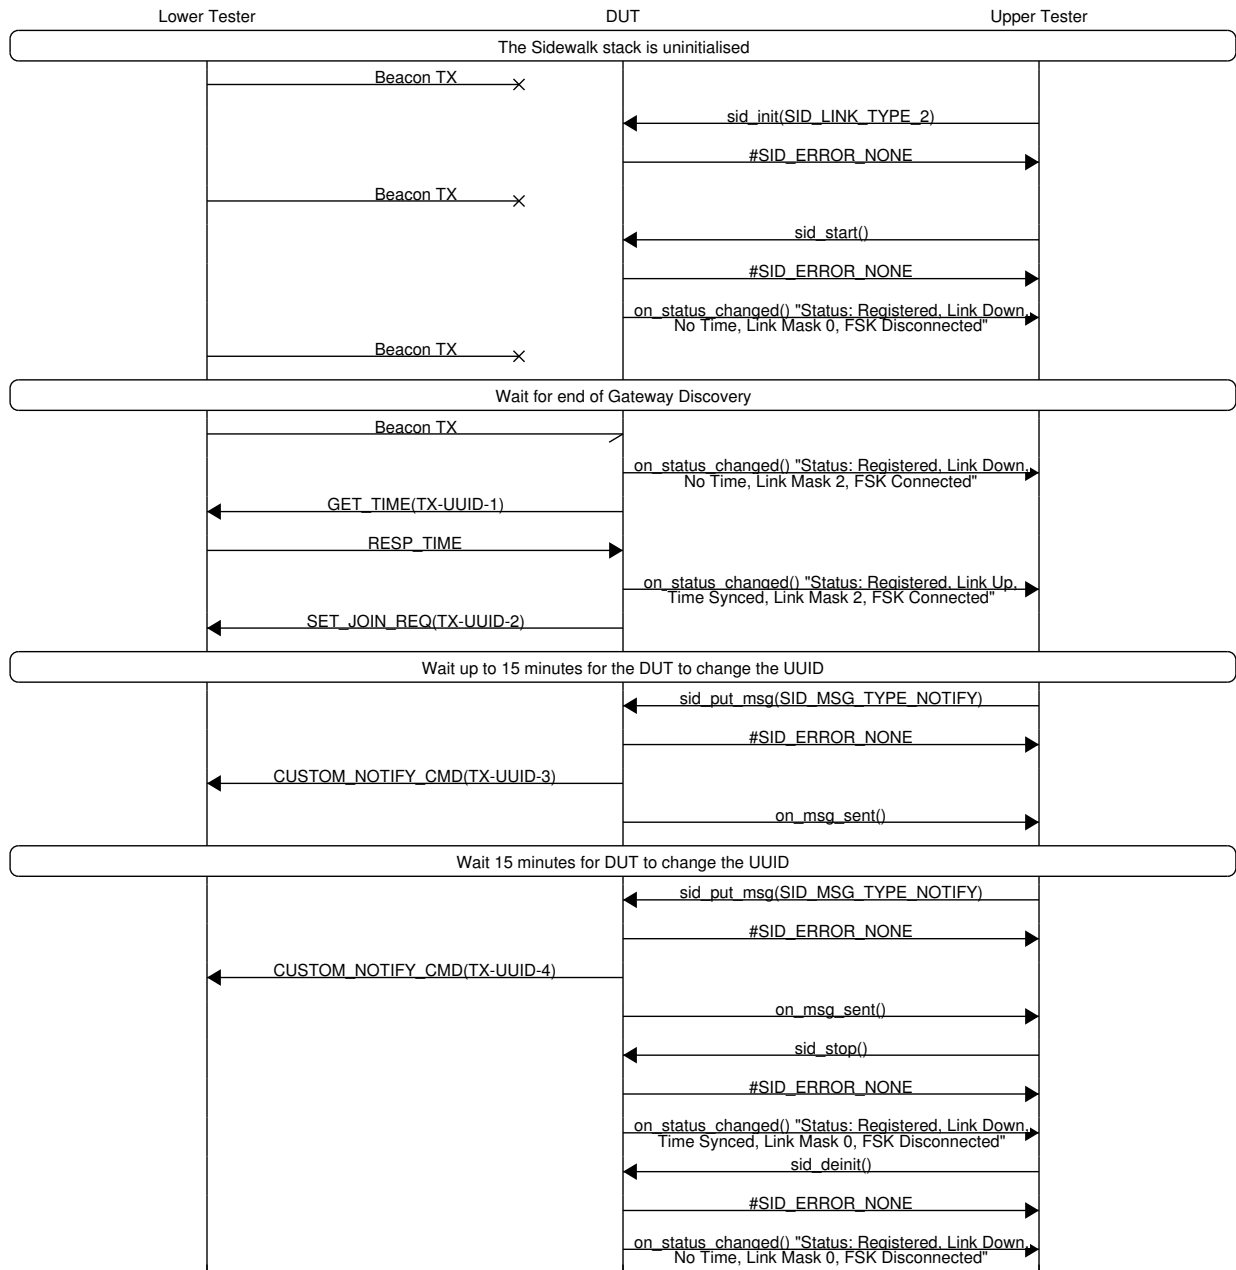 Lower Tester DUT Upper Tester
The Sidewalk stack is uninitialised
Beacon TX
sid_init(SID_LINK_TYPE_2)
#SID_ERROR_NONE
Beacon TX
sid_start()
#SID_ERROR_NONE
on_status_changed() "Status: Registered, Link Down,
No Time, Link Mask 0, FSK Disconnected"
Beacon TX
Wait for end of Gateway Discovery
Beacon TX
on_status_changed() "Status: Registered, Link Down,
No Time, Link Mask 2, FSK Connected"
GET_TIME(TX-UUID-1)
RESP_TIME
on_status_changed() "Status: Registered, Link Up,
Time Synced, Link Mask 2, FSK Connected"
SET_JOIN_REQ(TX-UUID-2)
Wait up to 15 minutes for the DUT to change the UUID
sid_put_msg(SID_MSG_TYPE_NOTIFY)
#SID_ERROR_NONE
CUSTOM_NOTIFY_CMD(TX-UUID-3)
on_msg_sent()
Wait 15 minutes for DUT to change the UUID
sid_put_msg(SID_MSG_TYPE_NOTIFY)
#SID_ERROR_NONE
CUSTOM_NOTIFY_CMD(TX-UUID-4)
on_msg_sent()
sid_stop()
#SID_ERROR_NONE
on_status_changed() "Status: Registered, Link Down,
Time Synced, Link Mask 0, FSK Disconnected"
sid_deinit()
#SID_ERROR_NONE
on_status_changed() "Status: Registered, Link Down,
No Time, Link Mask 0, FSK Disconnected"